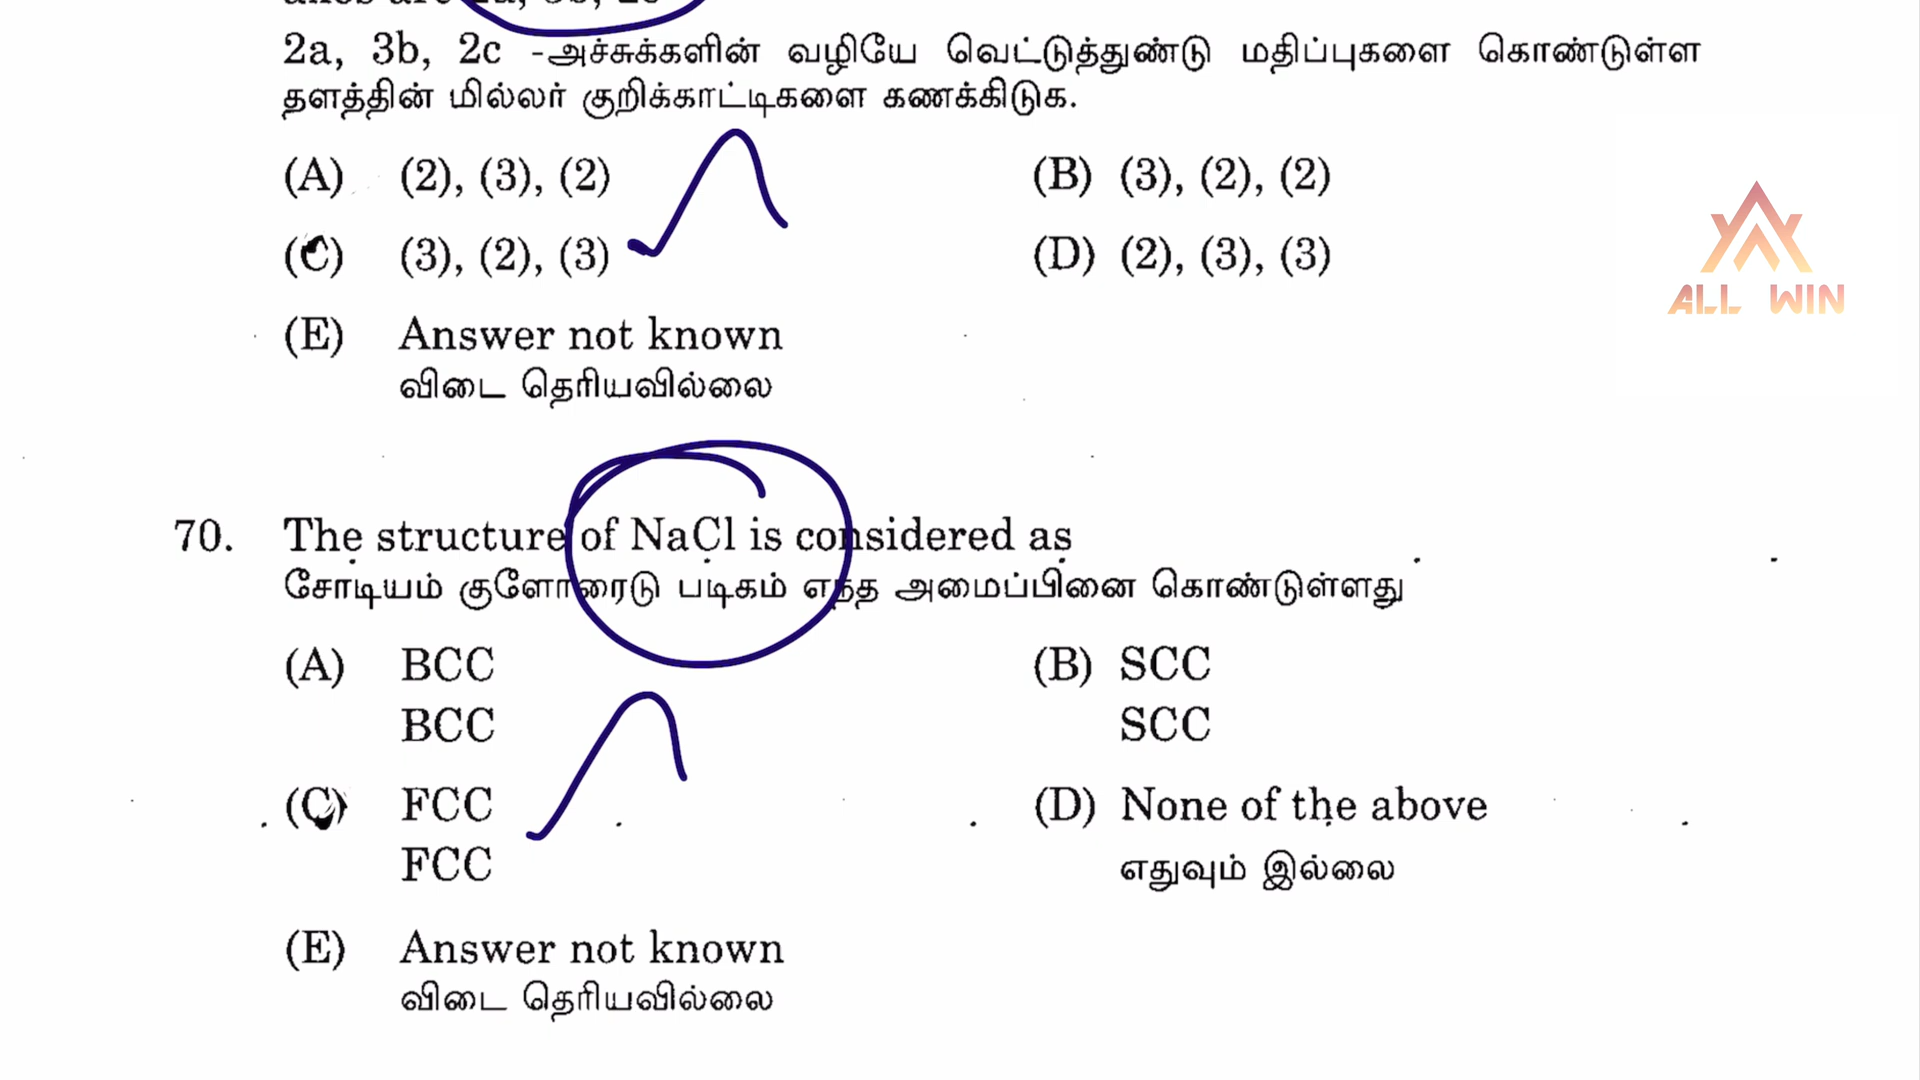 2a, 3b, 2c
2a, 3b, 2c -அச்சுக்களின் வழியே வெட்டுத்துண்டு மதிப்புகளை கொண்டுள்ள
தளத்தின் மில்லர் குறிக்காட்டிகளை கணக்கிடுக.
(A) (2), (3), (2)
(B) (3), (2), (2)
(C) (3), (2), (3)
(D) (2), (3), (3)
(E) Answer not known
விடை தெரியவில்லை
ALL WIN
70. The structure of NaCl is considered as
சோடியம் குளோரைடு படிகம் எந்த அமைப்பினை கொண்டுள்ளது
(A) BCC
BCC
(B) SCC
SCC
(C) FCC
FCC
(D) None of the above
எதுவும் இல்லை
(E) Answer not known
விடை தெரியவில்லை